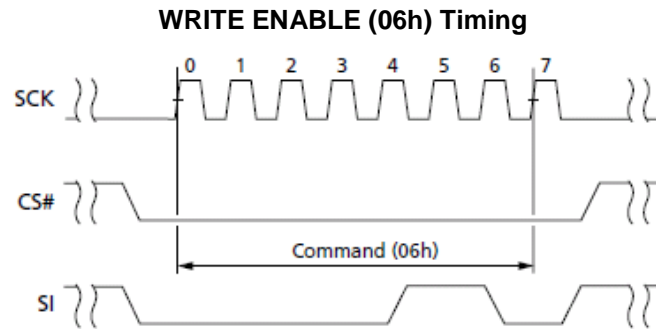 WRITE ENABLE (06h) Timing
0 1 2 3 4 5 6 7
SCK
CS#
Command (06h)
SI